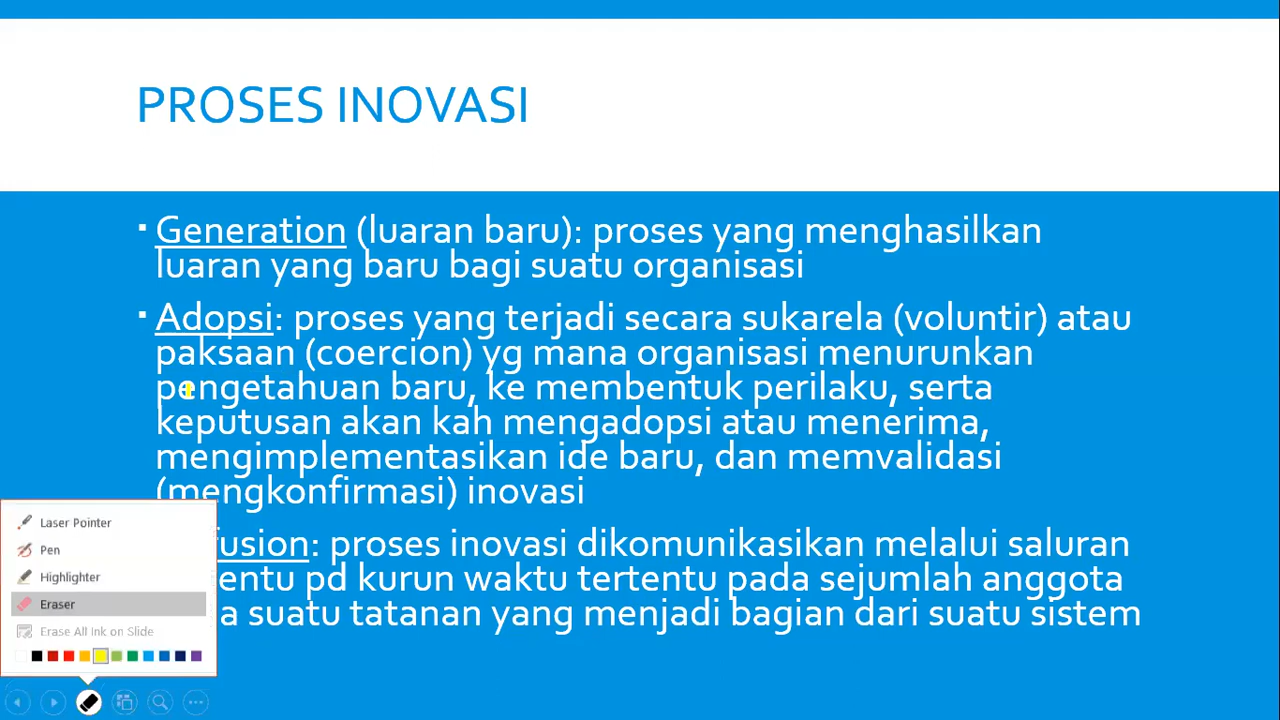 PROSES INOVASI
Generation (luaran baru): proses yang menghasilkan
luaran yang baru bagi suatu organisasi
Adopsi: proses yang terjadi secara sukarela (voluntir) atau
paksaan (coercion) yg mana organisasi menurunkan
pengetahuan baru, ke membentuk perilaku, serta
keputusan akan kah mengadopsi atau menerima,
mengimplementasikan ide baru, dan memvalidasi
(mengkonfirmasi) inovasi
fusion: proses inovasi dikomunikasikan melalui saluran
entu pd kurun waktu tertentu pada sejumlah anggota
a suatu tatanan yang menjadi bagian dari suatu sistem
Laser Pointer
Pen
Highlighter
Eraser
Erase All Ink on Slide